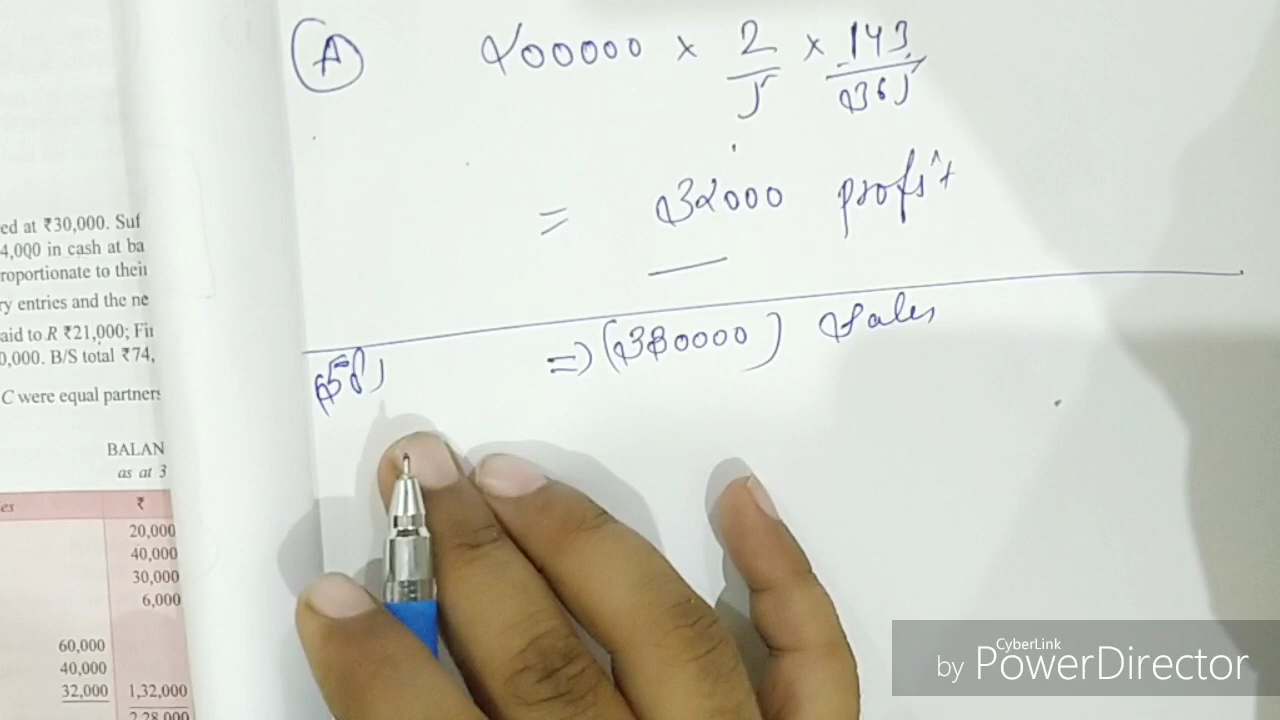 A
× 2/5 × 143/365
= profit
Sales
ed at ₹30,000. Suf
4,000 in cash at ba
roportionate to thei
ry entries and the ne
aid to R ₹21,000; Fi
0,000. B/S total ₹74,
C were equal partners
BALAN
as at 3
es ₹
20,000
40,000
30,000
6,000
60,000
40,000
32,000 1,32,000
2,28,000
CyberLink
by PowerDirector